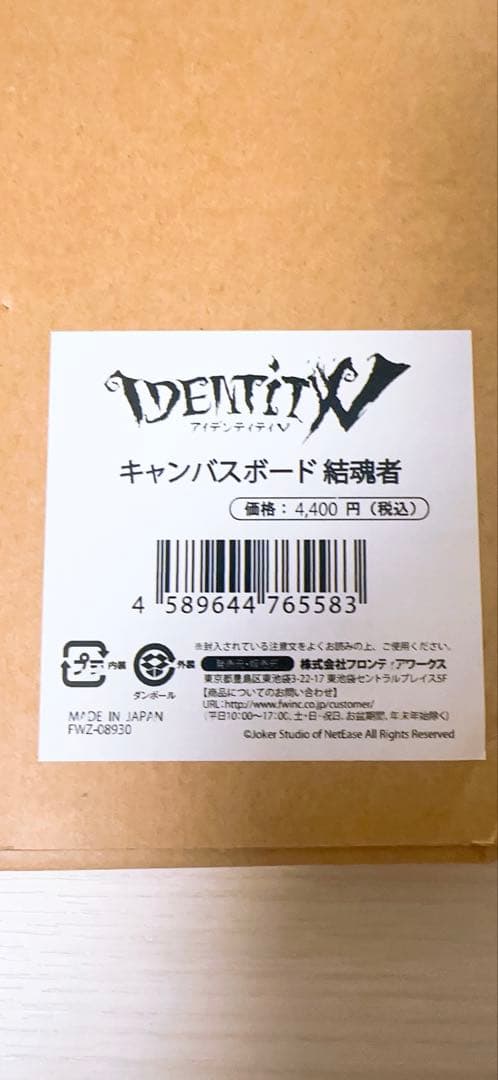 IDENTITY V
アイデンティティV
キャンバスボード 結魂者
価格：4,400 円（税込）
4 589644 765583
プラ 内装 外装
ダンボール
※封入されている注意文をよくお読みの上、ご使用ください。
発売元・販売元 株式会社フロンティアワークス
東京都豊島区東池袋3-22-17 東池袋セントラルプレイス5F
【商品についてのお問い合わせ】
URL:http://www.fwinc.co.jp/customer/
(平日10:00〜17:00、土・日・祝日、お盆期間、年末年始除く)
MADE IN JAPAN
FWZ-08930
©Joker Studio of NetEase All Rights Reserved